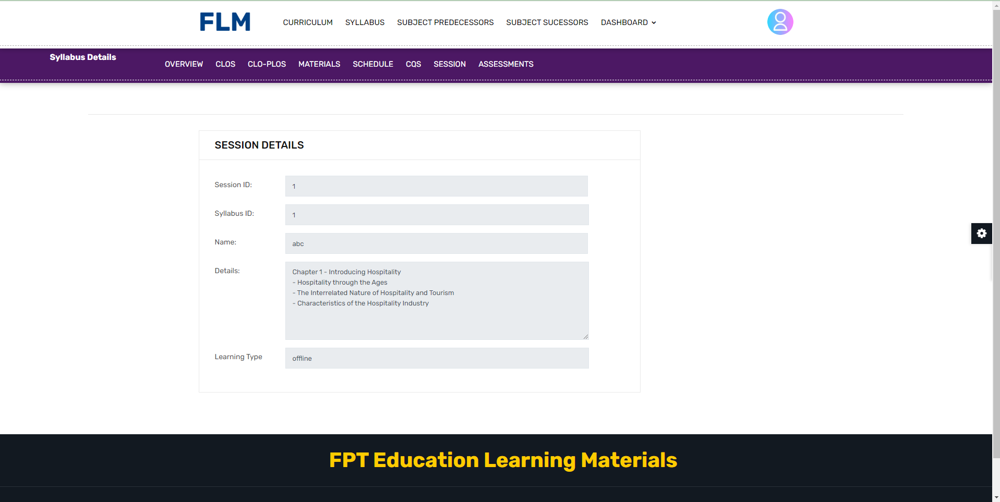 FLM
CURRICULUM SYLLABUS SUBJECT PREDECESSORS SUBJECT SUCESSORS DASHBOARD
Syllabus Details
OVERVIEW CLOS CLO-PLOS MATERIALS SCHEDULE CQS SESSION ASSESSMENTS
SESSION DETAILS
Session ID: 1
Syllabus ID: 1
Name: abc
Details: Chapter 1 - Introducing Hospitality
- Hospitality through the Ages
- The Interrelated Nature of Hospitality and Tourism
- Characteristics of the Hospitality Industry
Learning Type offline
FPT Education Learning Materials